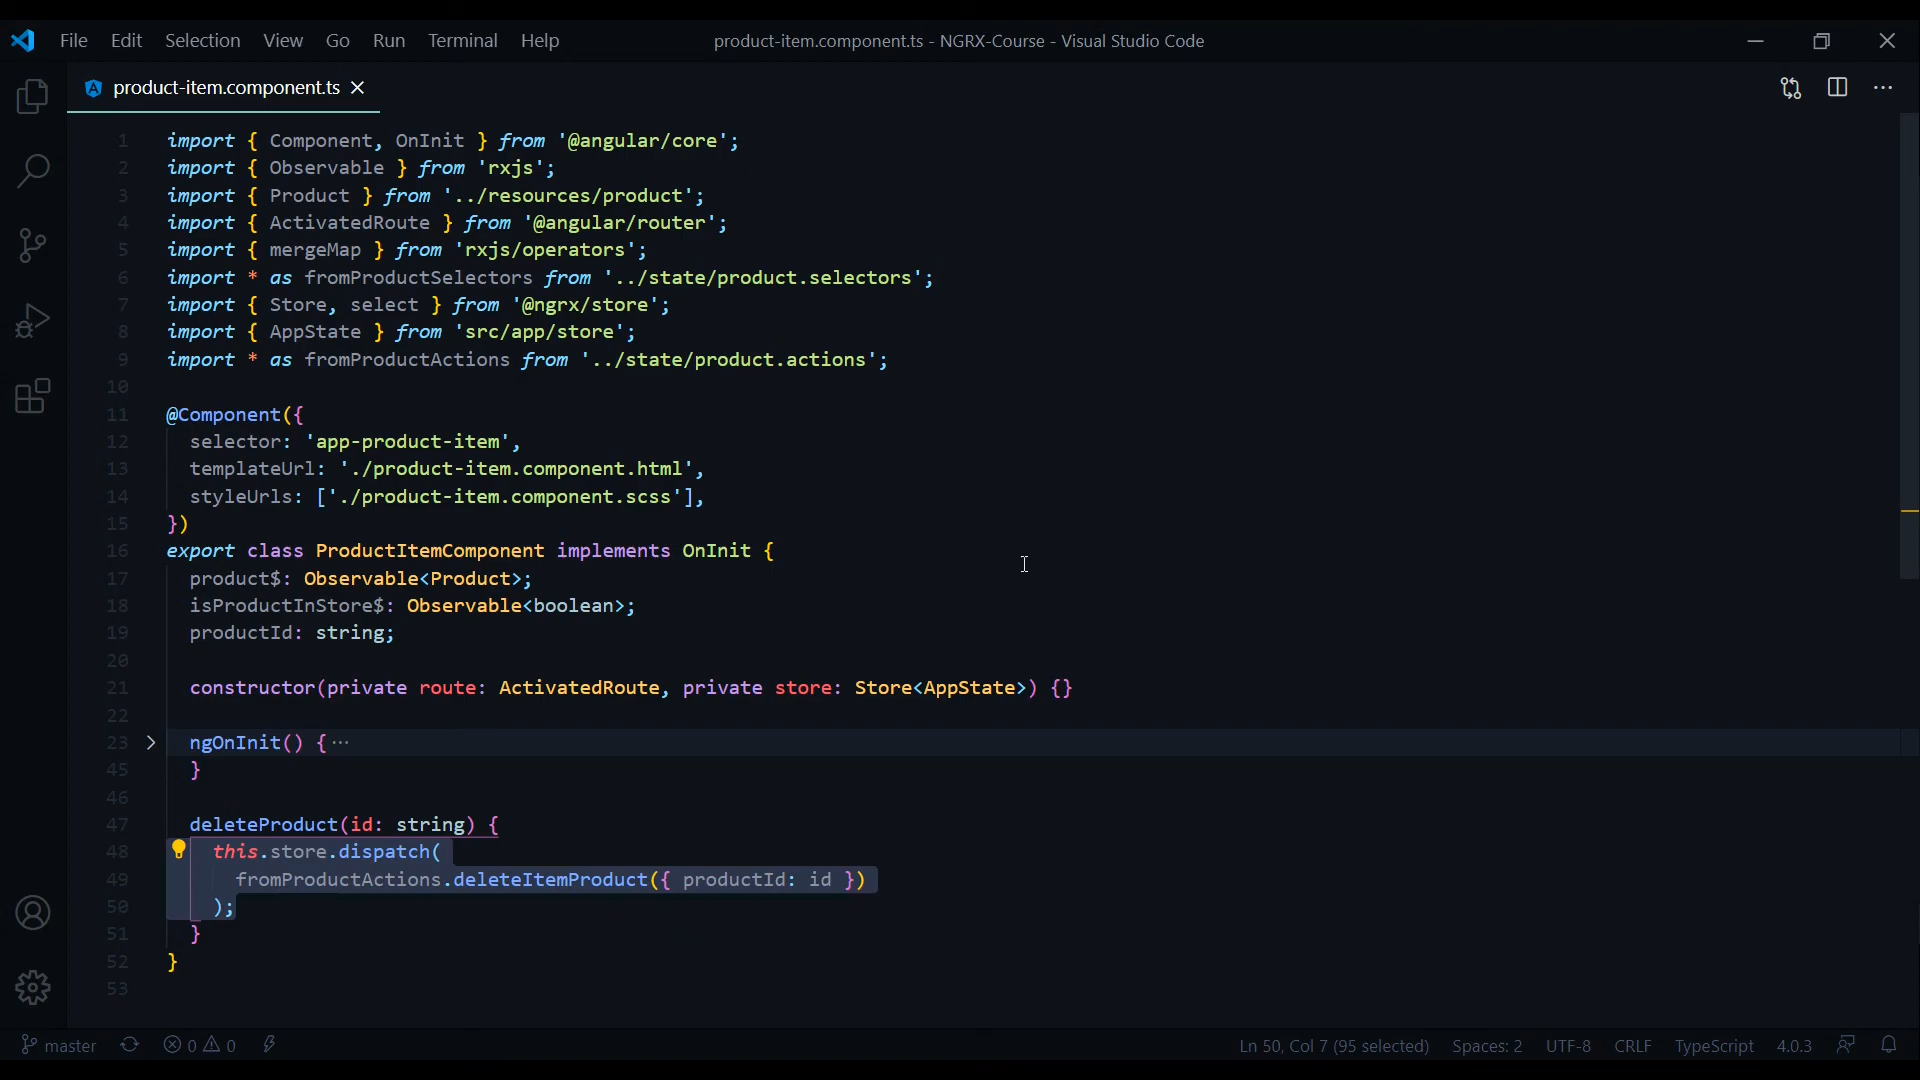 File Edit Selection View Go Run Terminal Help product-item.component.ts - NGRX-Course - Visual Studio Code
product-item.component.ts
1 import { Component, OnInit } from '@angular/core';
2 import { Observable } from 'rxjs';
3 import { Product } from '../resources/product';
4 import { ActivatedRoute } from '@angular/router';
5 import { mergeMap } from 'rxjs/operators';
6 import * as fromProductSelectors from '../state/product.selectors';
7 import { Store, select } from '@ngrx/store';
8 import { AppState } from 'src/app/store';
9 import * as fromProductActions from '../state/product.actions';
10
11 @Component({
12 selector: 'app-product-item',
13 templateUrl: './product-item.component.html',
14 styleUrls: ['./product-item.component.scss'],
15 })
16 export class ProductItemComponent implements OnInit {
17 product$: Observable<Product>;
18 isProductInStore$: Observable<boolean>;
19 productId: string;
20
21 constructor(private route: ActivatedRoute, private store: Store<AppState>) {}
22
23 ngOnInit() { ···
45 }
46
47 deleteProduct(id: string) {
48 this.store.dispatch(
49 fromProductActions.deleteItemProduct({ productId: id })
50 );
51 }
52 }
53
master 0 0 Ln 50, Col 7 (95 selected) Spaces: 2 UTF-8 CRLF TypeScript 4.0.3